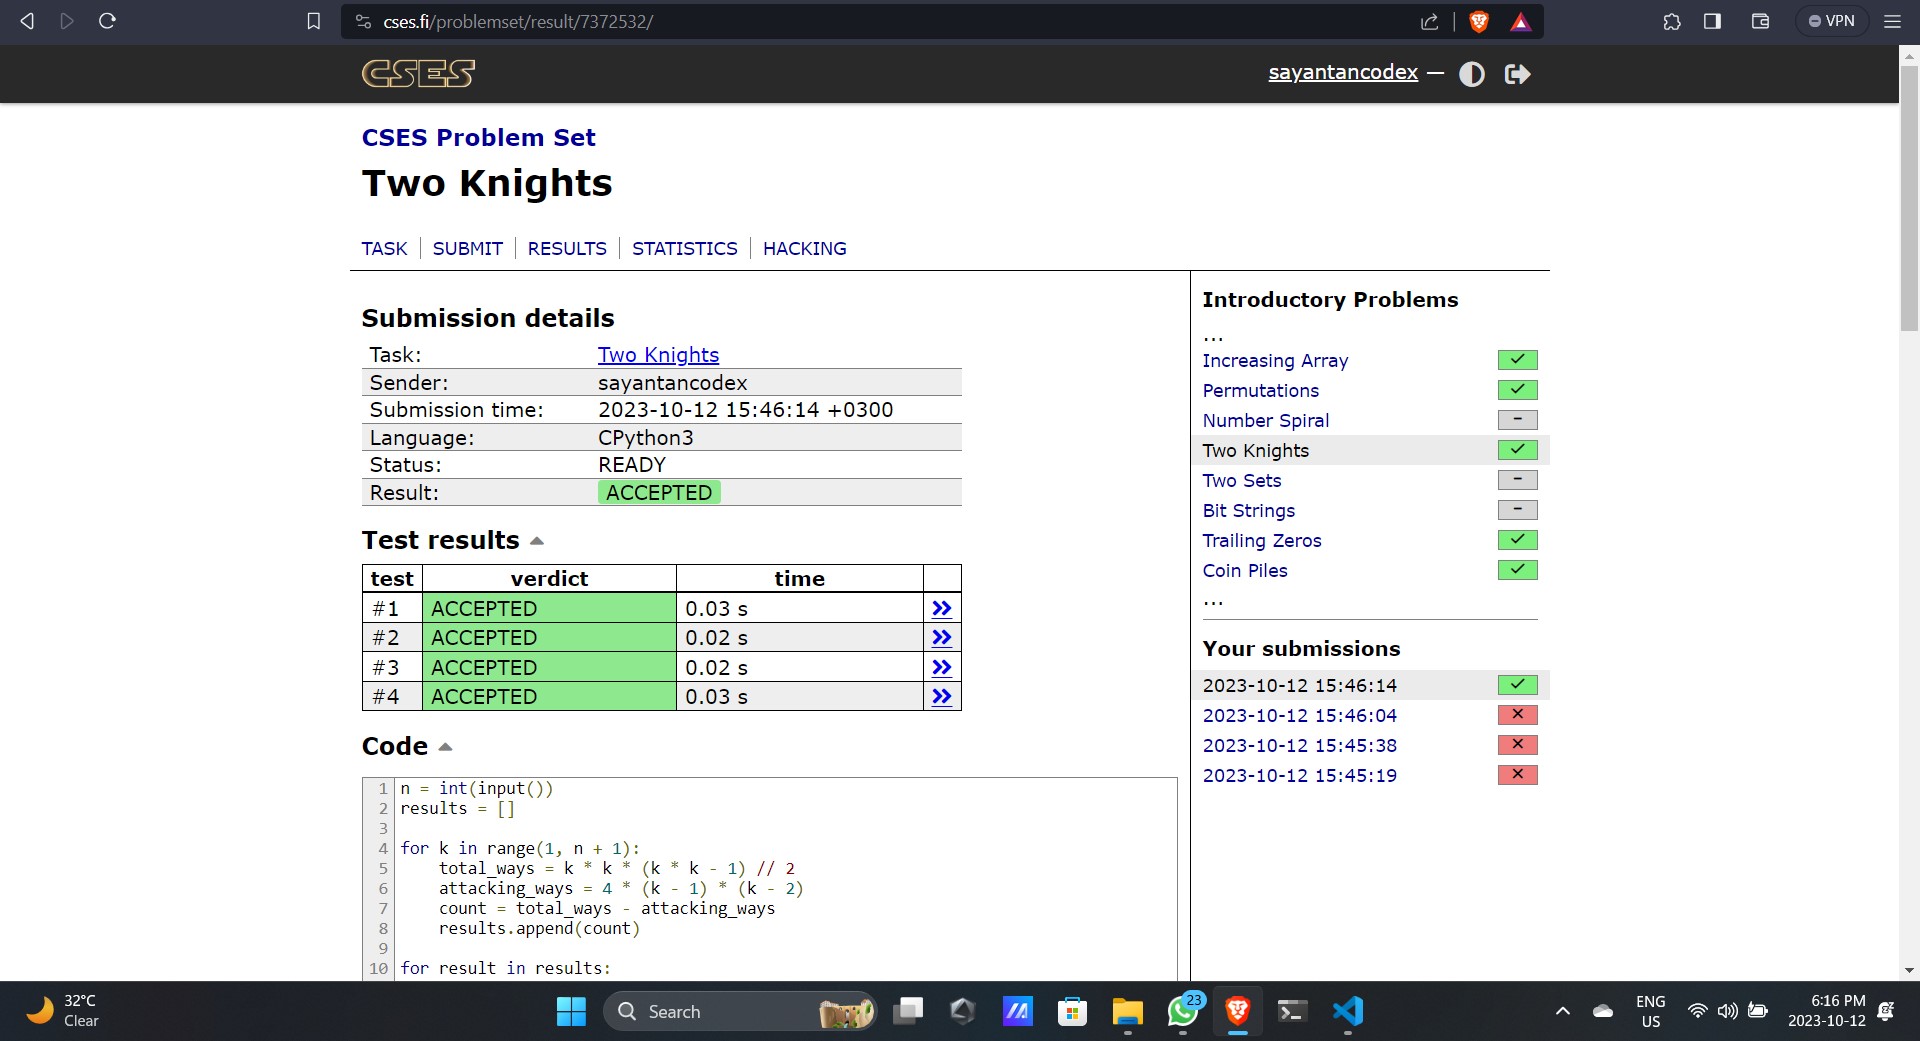 cses.fi/problemset/result/7372532/
VPN
CSES
sayantancodex —
CSES Problem Set
Two Knights
TASK | SUBMIT | RESULTS | STATISTICS | HACKING
Submission details
Task: Two Knights
Sender: sayantancodex
Submission time: 2023-10-12 15:46:14 +0300
Language: CPython3
Status: READY
Result: ACCEPTED
Test results
test verdict time
#1 ACCEPTED 0.03 s »
#2 ACCEPTED 0.02 s »
#3 ACCEPTED 0.02 s »
#4 ACCEPTED 0.03 s »
Code
1 n = int(input())
2 results = []
3
4 for k in range(1, n + 1):
5     total_ways = k * k * (k * k - 1) // 2
6     attacking_ways = 4 * (k - 1) * (k - 2)
7     count = total_ways - attacking_ways
8     results.append(count)
9
10 for result in results:
Introductory Problems
...
Increasing Array
Permutations
Number Spiral –
Two Knights
Two Sets –
Bit Strings –
Trailing Zeros
Coin Piles
...
Your submissions
2023-10-12 15:46:14
2023-10-12 15:46:04
2023-10-12 15:45:38
2023-10-12 15:45:19
32°C
Clear
Search
23
ENG
US
6:16 PM
2023-10-12